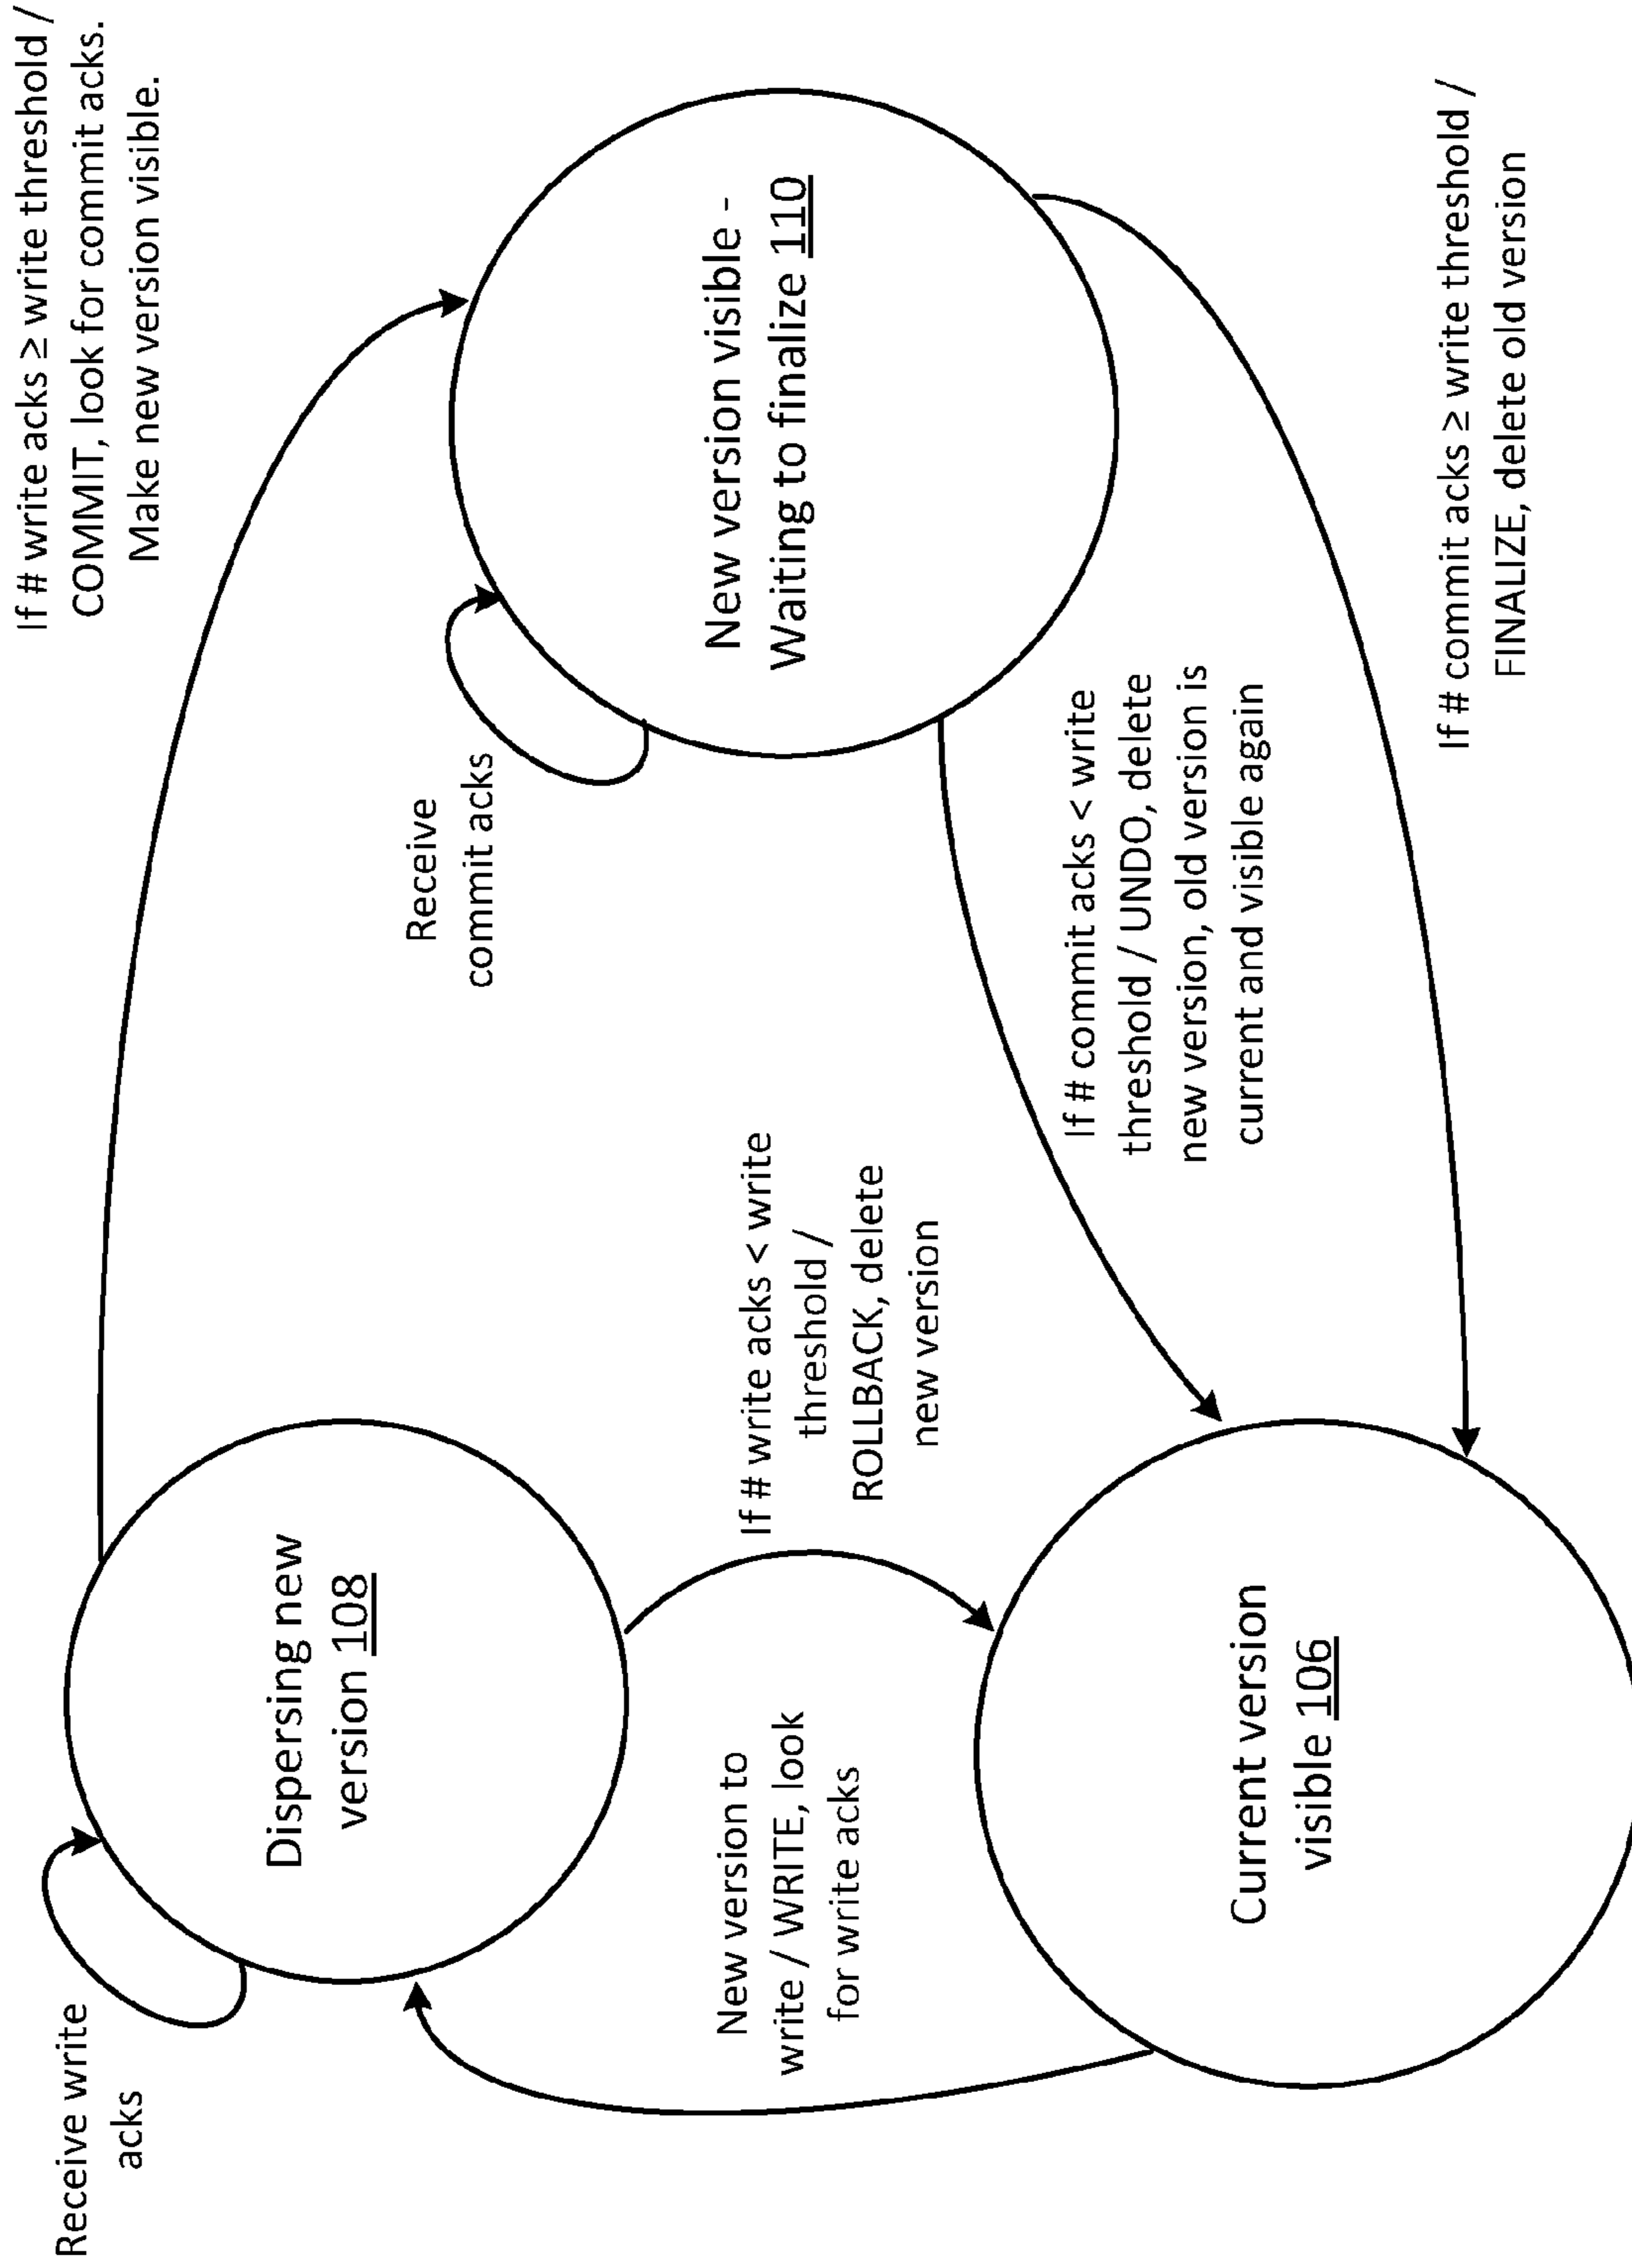 Receive write
acks
Dispersing new
version 108
If # write acks ≥ write threshold /
COMMIT, look for commit acks.
Make new version visible.
Receive
commit acks
New version visible -
Waiting to finalize 110
New version to
write / WRITE, look
for write acks
If # write acks < write
threshold /
ROLLBACK, delete
new version
If # commit acks < write
threshold / UNDO, delete
new version, old version is
current and visible again
Current version
visible 106
If # commit acks ≥ write threshold /
FINALIZE, delete old version